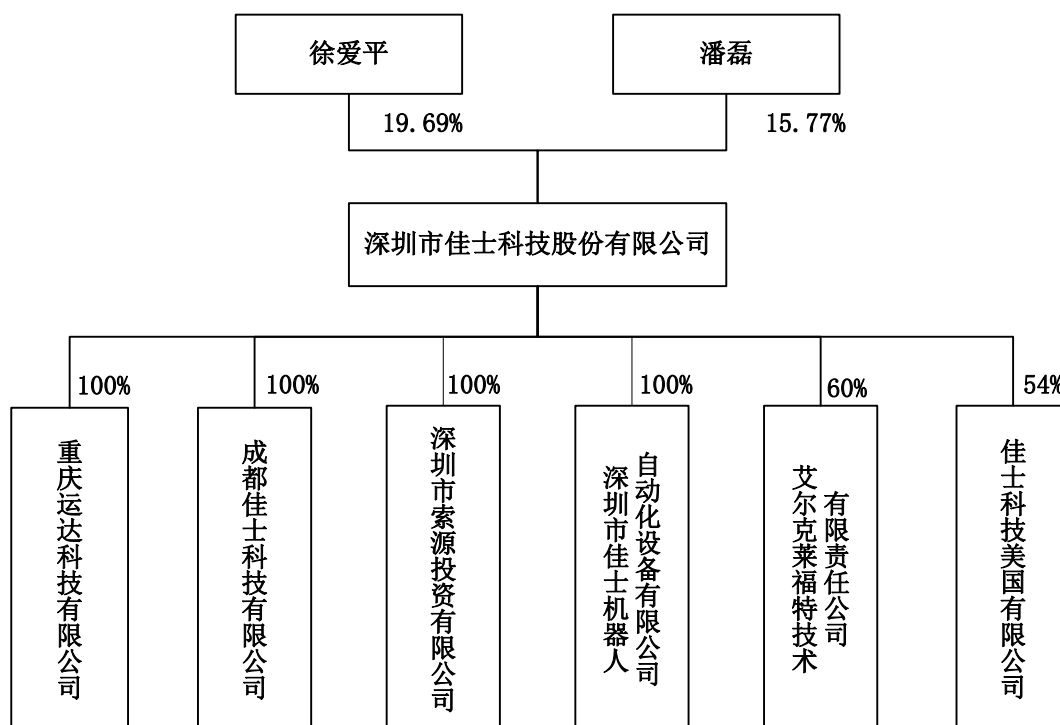 徐爱平
潘磊
19.69%
15.77%
深圳市佳士科技股份有限公司
100%
100%
100%
100%
60%
54%
重庆运达科技有限公司
成都佳士科技有限公司
深圳市索源投资有限公司
深圳市佳士机器人
自动化设备有限公司
艾尔克莱福特技术
有限责任公司
佳士科技美国有限公司